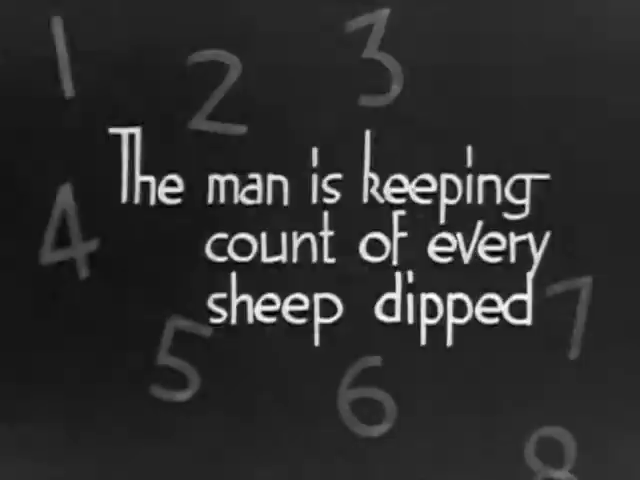 1 2 3
The man is keeping
4
count of every
sheep dipped
7
5
6
8